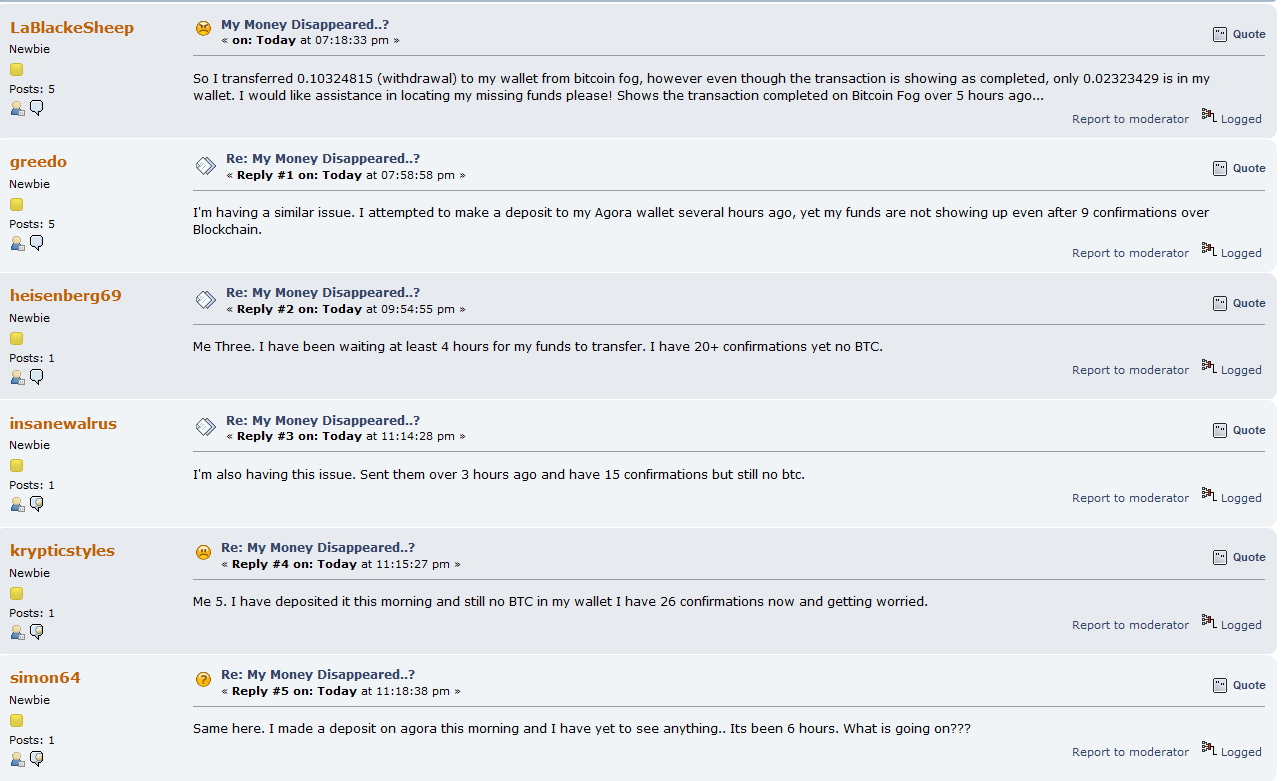 LaBlackeSheep
Newbie
Posts: 5
My Money Disappeared..?
« on: Today at 07:18:33 pm »
Quote
So I transferred 0.10324815 (withdrawal) to my wallet from bitcoin fog, however even though the transaction is showing as completed, only 0.02323429 is in my
wallet. I would like assistance in locating my missing funds please! Shows the transaction completed on Bitcoin Fog over 5 hours ago...
Report to moderator Logged
greedo
Newbie
Posts: 5
Re: My Money Disappeared..?
« Reply #1 on: Today at 07:58:58 pm »
Quote
I'm having a similar issue. I attempted to make a deposit to my Agora wallet several hours ago, yet my funds are not showing up even after 9 confirmations over
Blockchain.
Report to moderator Logged
heisenberg69
Newbie
Posts: 1
Re: My Money Disappeared..?
« Reply #2 on: Today at 09:54:55 pm »
Quote
Me Three. I have been waiting at least 4 hours for my funds to transfer. I have 20+ confirmations yet no BTC.
Report to moderator Logged
insanewalrus
Newbie
Posts: 1
Re: My Money Disappeared..?
« Reply #3 on: Today at 11:14:28 pm »
Quote
I'm also having this issue. Sent them over 3 hours ago and have 15 confirmations but still no btc.
Report to moderator Logged
krypticstyles
Newbie
Posts: 1
Re: My Money Disappeared..?
« Reply #4 on: Today at 11:15:27 pm »
Quote
Me 5. I have deposited it this morning and still no BTC in my wallet I have 26 confirmations now and getting worried.
Report to moderator Logged
simon64
Newbie
Posts: 1
Re: My Money Disappeared..?
« Reply #5 on: Today at 11:18:38 pm »
Quote
Same here. I made a deposit on agora this morning and I have yet to see anything.. Its been 6 hours. What is going on???
Report to moderator Logged